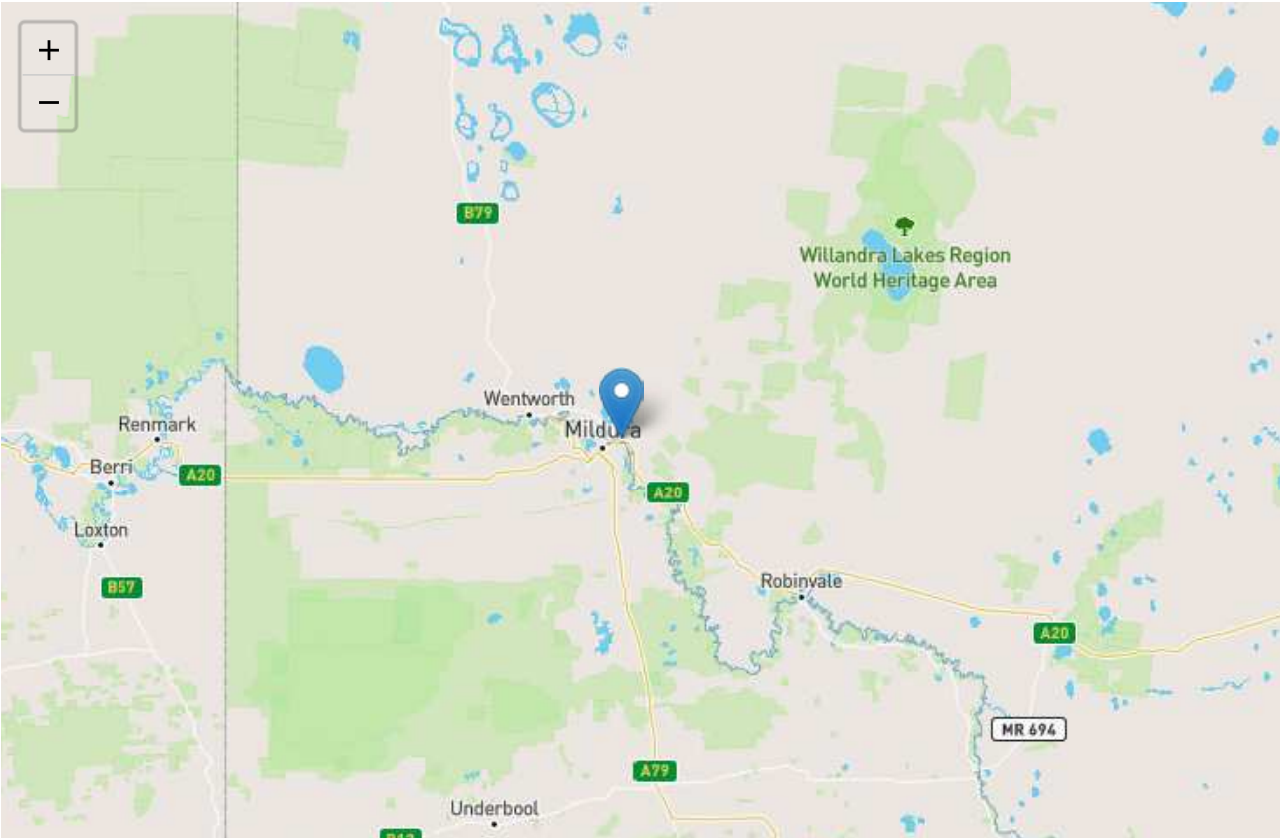 +
−
B79
Willandra Lakes Region
World Heritage Area
Wentworth
Renmark
Mildura
Berri
A20
A20
Loxton
B57
Robinvale
A20
MR 694
A79
Underbool